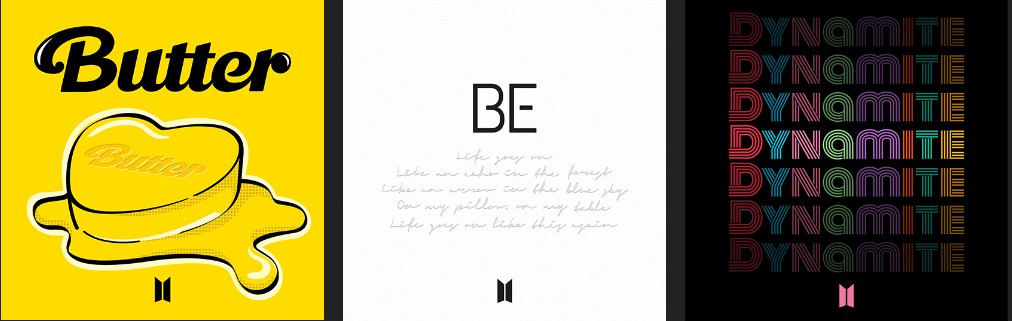 Butter
Butter
BE
Life goes on
Like an echo in the forest
Like an arrow in the blue sky
On my pillow, on my table
Life goes on like this again
DYNAMITE
DYNAMITE
DYNAMITE
DYNAMITE
DYNAMITE
DYNAMITE
DYNAMITE